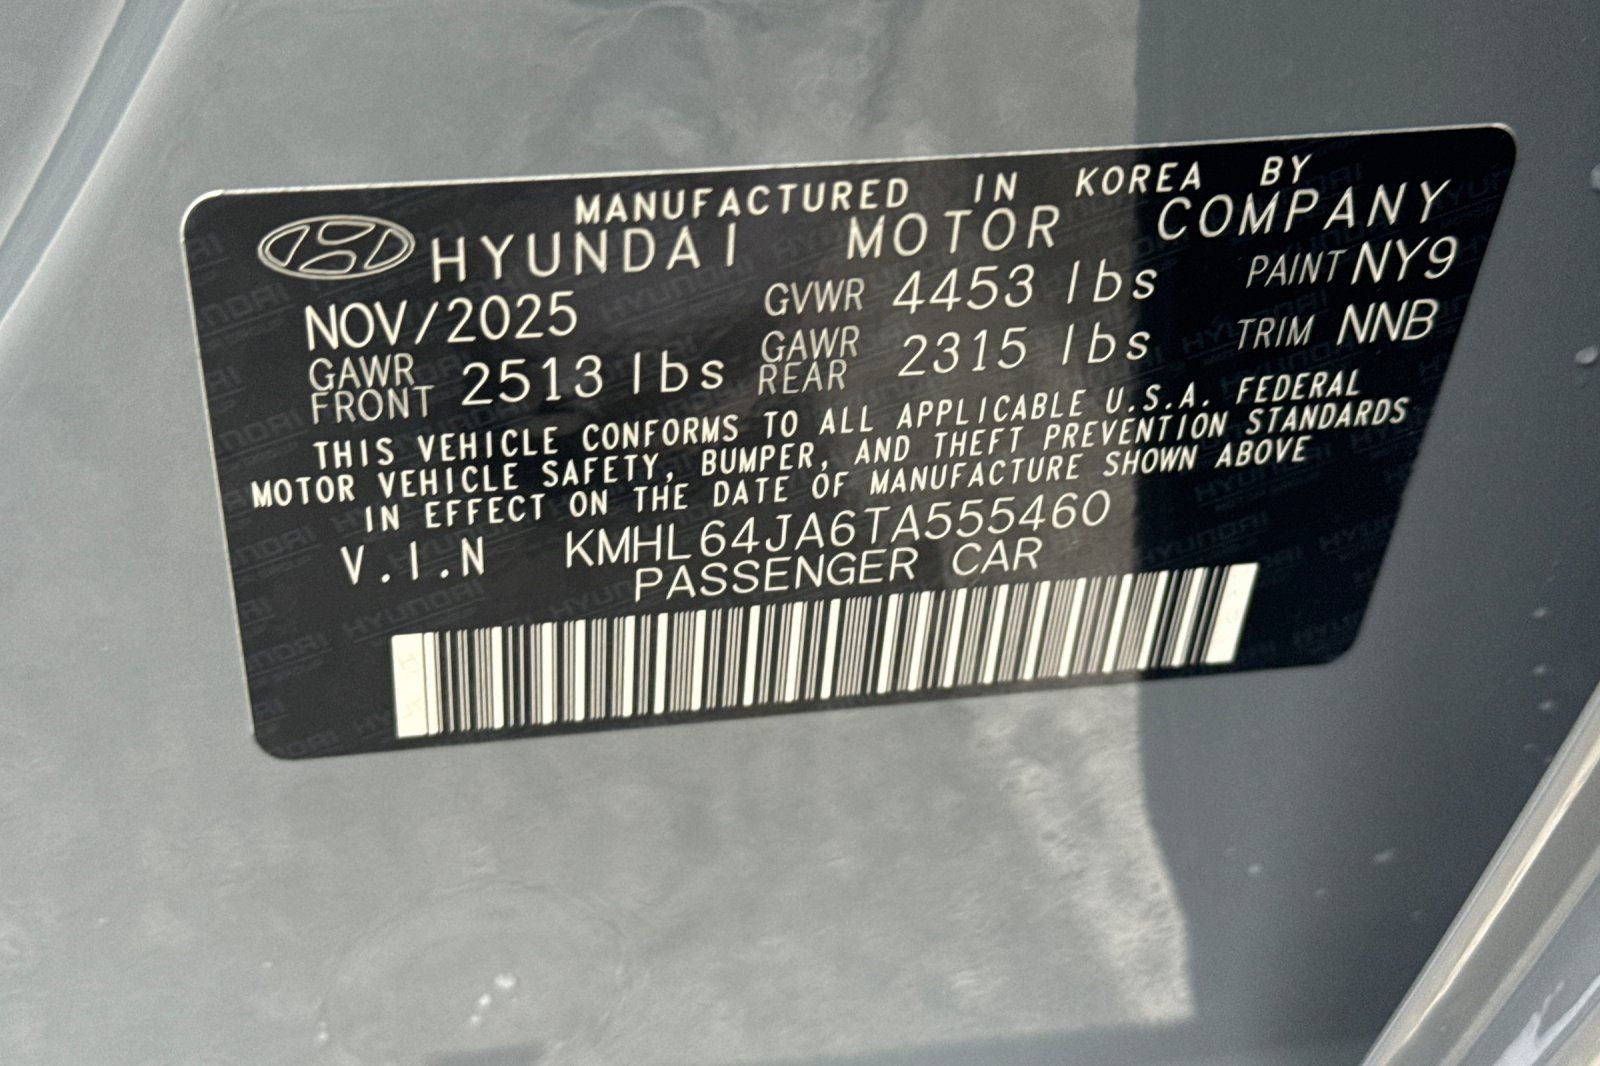 MANUFACTURED IN KOREA BY
HYUNDAI MOTOR COMPANY
NOV/2025 GVWR 4453 lbs PAINT NY9
GAWR FRONT 2513 lbs GAWR REAR 2315 lbs TRIM NNB
THIS VEHICLE CONFORMS TO ALL APPLICABLE U.S.A. FEDERAL
MOTOR VEHICLE SAFETY, BUMPER, AND THEFT PREVENTION STANDARDS
IN EFFECT ON THE DATE OF MANUFACTURE SHOWN ABOVE
V.I.N KMHL64JA6TA555460
PASSENGER CAR